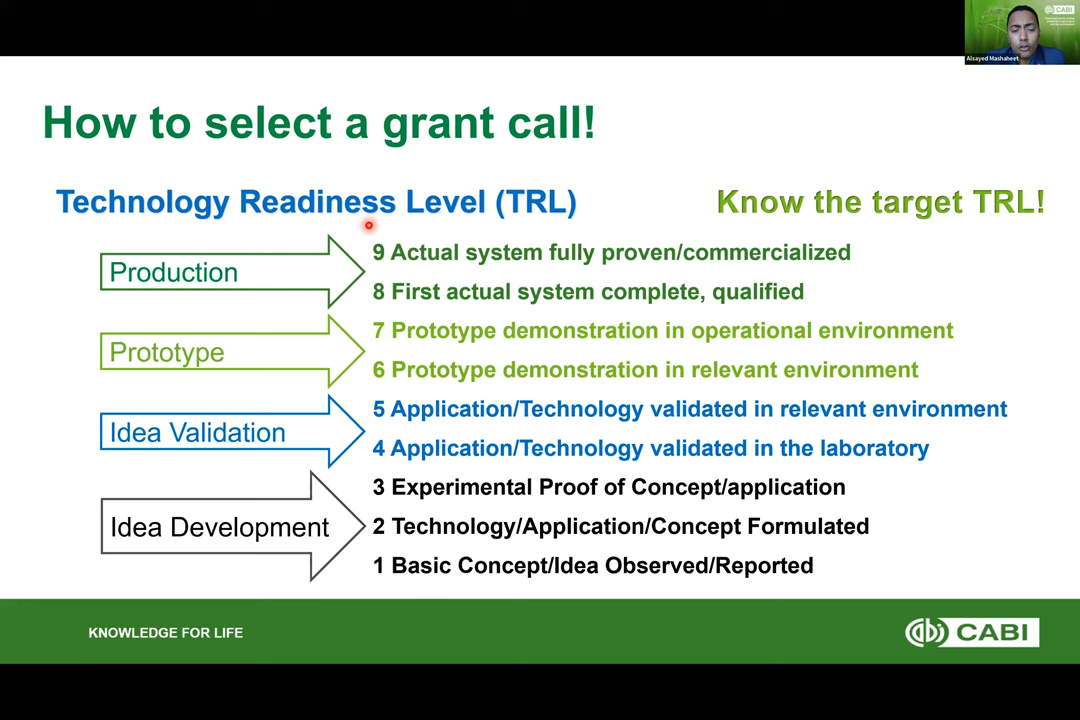 CABI
Alsayed Mashaheet
How to select a grant call!
Technology Readiness Level (TRL)
Know the target TRL!
Production
9 Actual system fully proven/commercialized
8 First actual system complete, qualified
Prototype
7 Prototype demonstration in operational environment
6 Prototype demonstration in relevant environment
Idea Validation
5 Application/Technology validated in relevant environment
4 Application/Technology validated in the laboratory
Idea Development
3 Experimental Proof of Concept/application
2 Technology/Application/Concept Formulated
1 Basic Concept/Idea Observed/Reported
KNOWLEDGE FOR LIFE
CABI